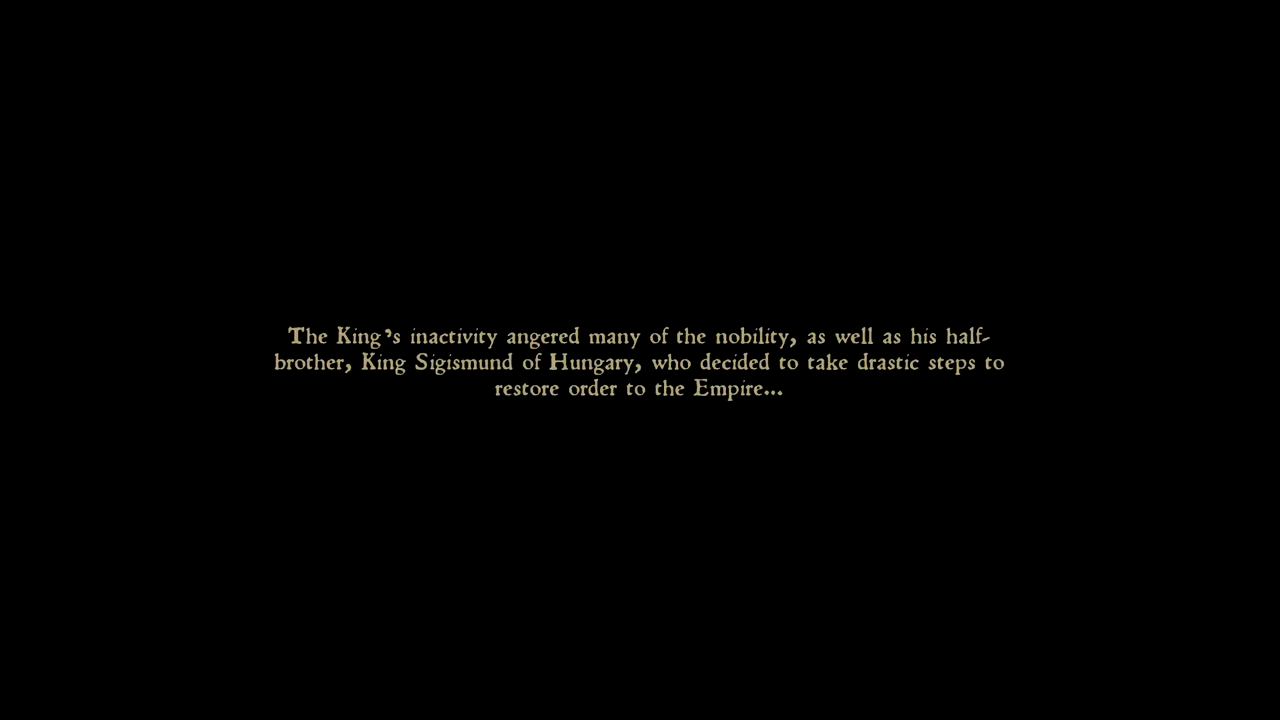 The King's inactivity angered many of the nobility, as well as his half-
brother, King Sigismund of Hungary, who decided to take drastic steps to
restore order to the Empire...